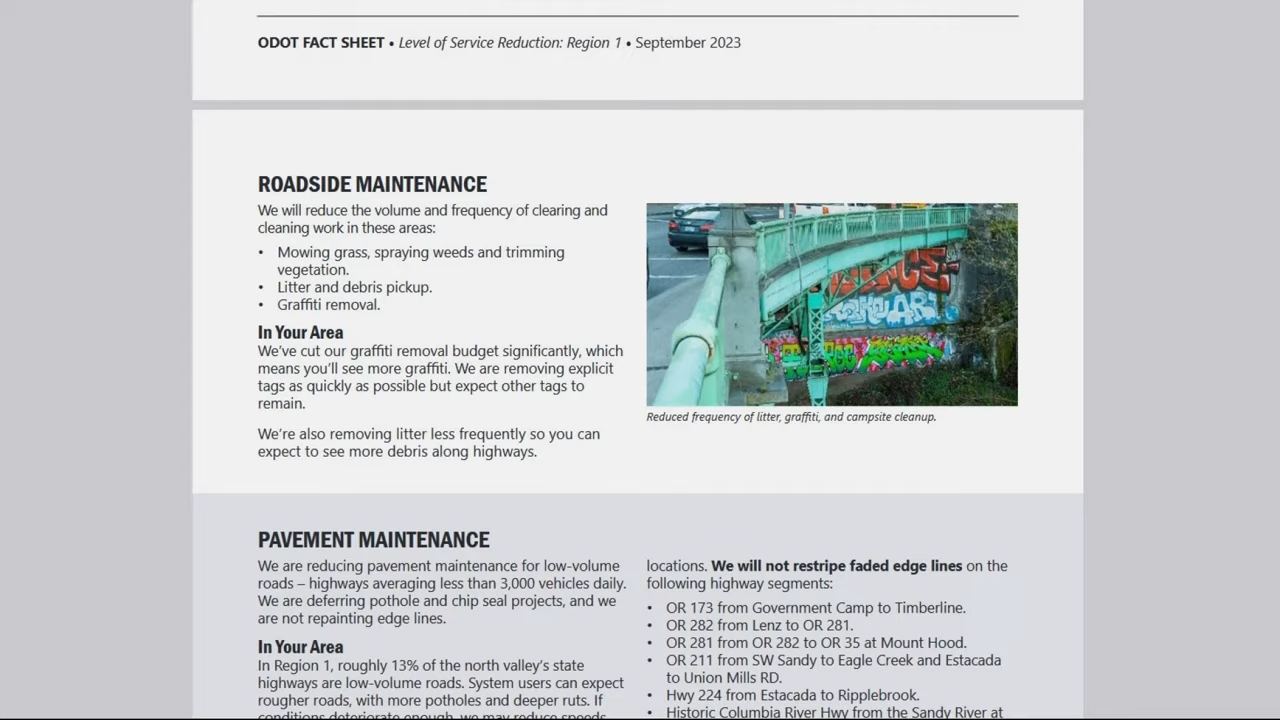 ODOT FACT SHEET • Level of Service Reduction: Region 1 • September 2023
ROADSIDE MAINTENANCE
We will reduce the volume and frequency of clearing and
cleaning work in these areas:
• Mowing grass, spraying weeds and trimming
vegetation.
• Litter and debris pickup.
• Graffiti removal.
In Your Area
We’ve cut our graffiti removal budget significantly, which
means you’ll see more graffiti. We are removing explicit
tags as quickly as possible but expect other tags to
remain.
We’re also removing litter less frequently so you can
expect to see more debris along highways.
Reduced frequency of litter, graffiti, and campsite cleanup.
PAVEMENT MAINTENANCE
We are reducing pavement maintenance for low-volume
roads – highways averaging less than 3,000 vehicles daily.
We are deferring pothole and chip seal projects, and we
are not repainting edge lines.
In Your Area
In Region 1, roughly 13% of the north valley’s state
highways are low-volume roads. System users can expect
rougher roads, with more potholes and deeper ruts. If
conditions deteriorate enough, we may reduce speeds
locations. We will not restripe faded edge lines on the
following highway segments:
• OR 173 from Government Camp to Timberline.
• OR 282 from Lenz to OR 281.
• OR 281 from OR 282 to OR 35 at Mount Hood.
• OR 211 from SW Sandy to Eagle Creek and Estacada
to Union Mills RD.
• Hwy 224 from Estacada to Ripplebrook.
• Historic Columbia River Hwy from the Sandy River at